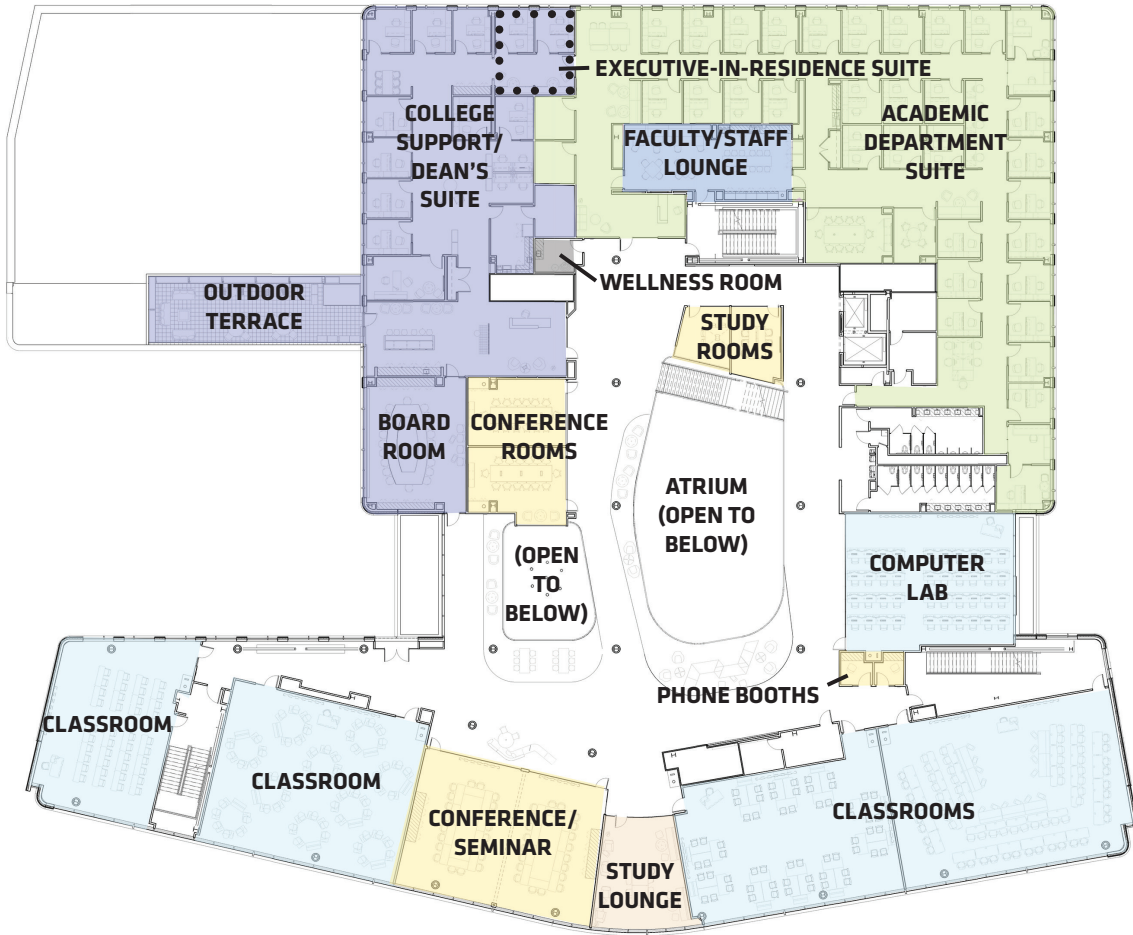 EXECUTIVE-IN-RESIDENCE SUITE
COLLEGE
SUPPORT/
DEAN'S
SUITE
FACULTY/STAFF
LOUNGE
ACADEMIC
DEPARTMENT
SUITE
WELLNESS ROOM
OUTDOOR
TERRACE
STUDY
ROOMS
BOARD
ROOM
CONFERENCE
ROOMS
ATRIUM
(OPEN TO
BELOW)
(OPEN
TO
BELOW)
COMPUTER
LAB
PHONE BOOTHS
CLASSROOM
CLASSROOM
CONFERENCE/
SEMINAR
STUDY
LOUNGE
CLASSROOMS